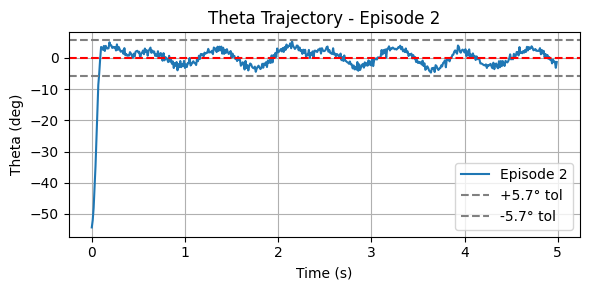 Theta Trajectory - Episode 2
Theta (deg)
0
−10
−20
−30
−40
−50
0
1
2
3
4
5
Time (s)
Episode 2
+5.7° tol
-5.7° tol